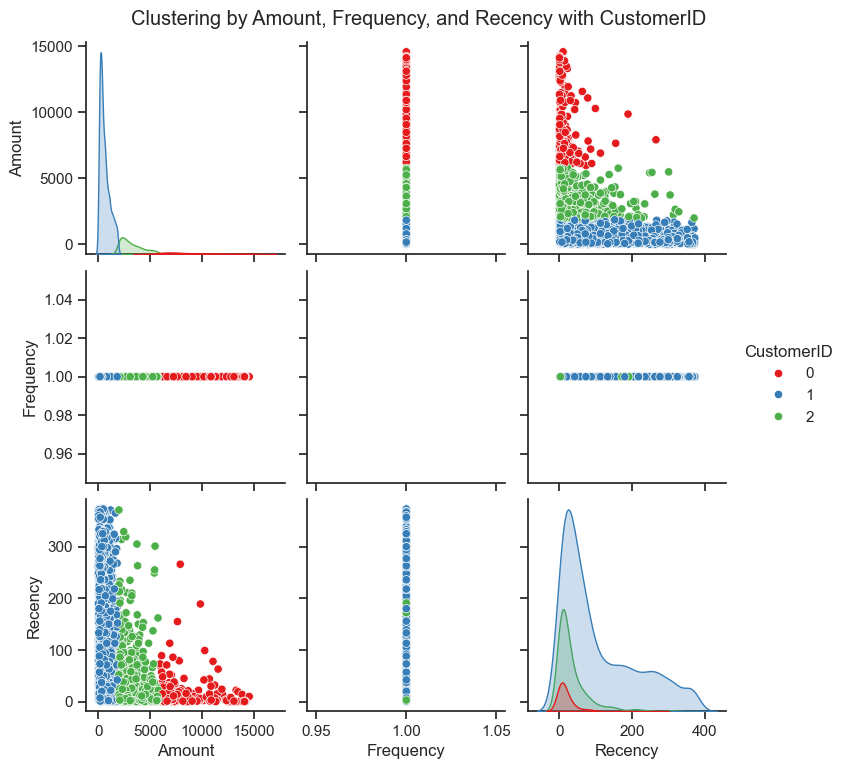 Clustering by Amount, Frequency, and Recency with CustomerID
15000
10000
5000
0
Amount
1.04
1.02
1.00
0.98
0.96
Frequency
CustomerID
0
1
2
300
200
100
0
Recency
0 5000 10000 15000
0.95 1.00 1.05
0 200 400
Amount Frequency Recency